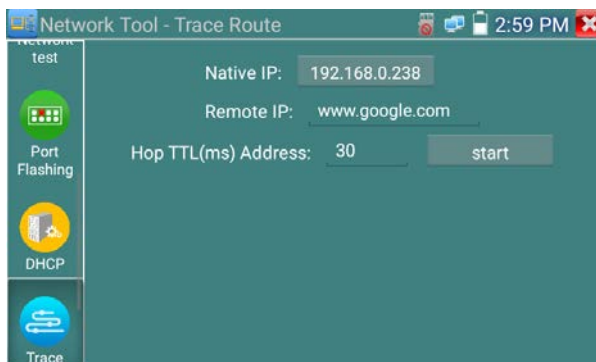 Network Tool - Trace Route
2:59 PM
Network
test
Port
Flashing
DHCP
Trace
Native IP: 192.168.0.238
Remote IP: www.google.com
Hop TTL(ms) Address: 30 start